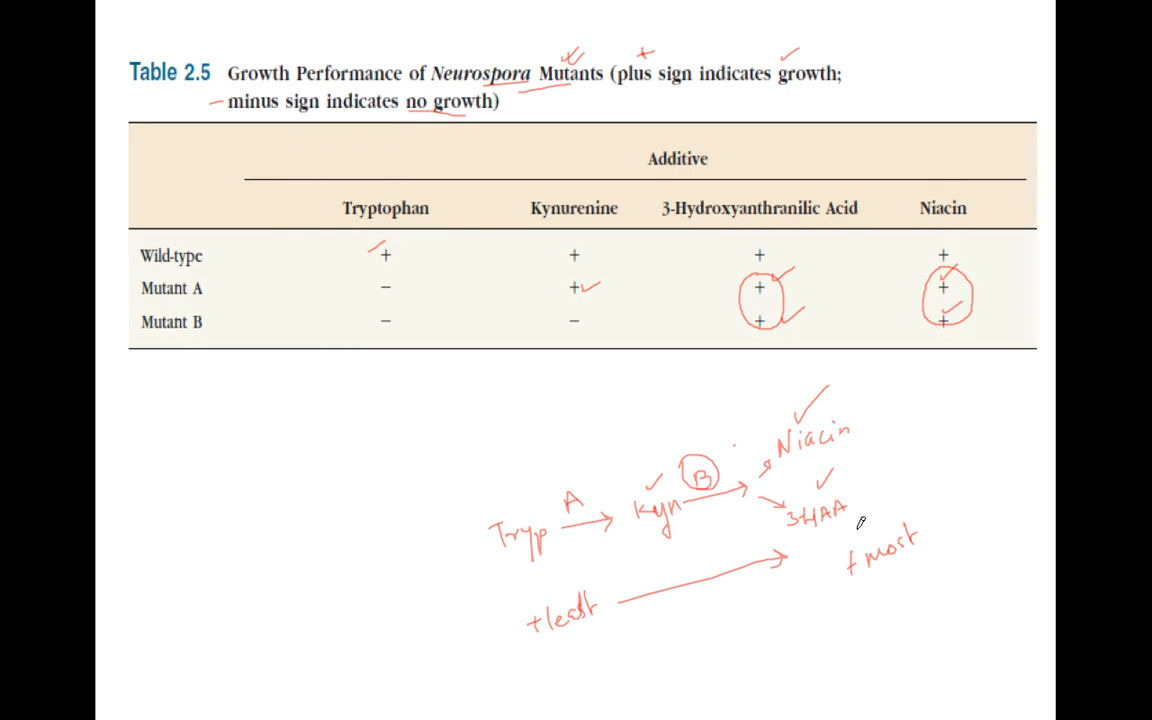 Table 2.5 Growth Performance of Neurospora Mutants (plus sign indicates growth;
minus sign indicates no growth)
Additive
Tryptophan Kynurenine 3-Hydroxyanthranilic Acid Niacin
Wild-type + + + +
Mutant A − + + +
Mutant B − − + +
Niacin
Tryp A Kyn B
3HAA
+ most
+ least